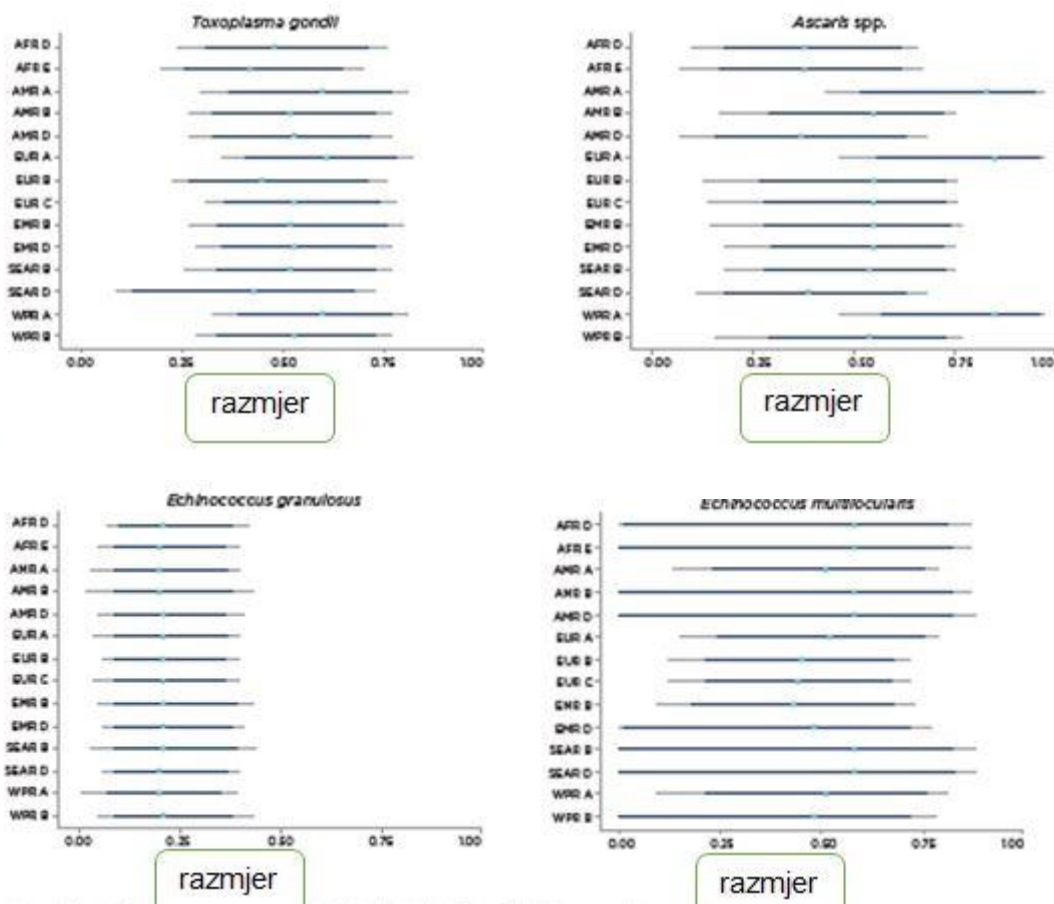 Toxoplasma gondii
AFR D
AFR E
AMR A
AMR B
AMR D
EUR A
EUR B
EUR C
EMR B
EMR D
SEAR B
SEAR D
WPR A
WPR B
0.00 0.25 0.50 0.75 1.00
razmjer
Ascaris spp.
AFR D
AFR E
AMR A
AMR B
AMR D
EUR A
EUR B
EUR C
EMR B
EMR D
SEAR B
SEAR D
WPR A
WPR B
0.00 0.25 0.50 0.75 1.00
razmjer
Echinococcus granulosus
AFR D
AFR E
AMR A
AMR B
AMR D
EUR A
EUR B
EUR C
EMR B
EMR D
SEAR B
SEAR D
WPR A
WPR B
0.00 0.25 0.50 0.75 1.00
razmjer
Echinococcus multilocularis
AFR D
AFR E
AMR A
AMR B
AMR D
EUR A
EUR B
EUR C
EMR B
EMR D
SEAR B
SEAR D
WPR A
WPR B
0.00 0.25 0.50 0.75 1.00
razmjer